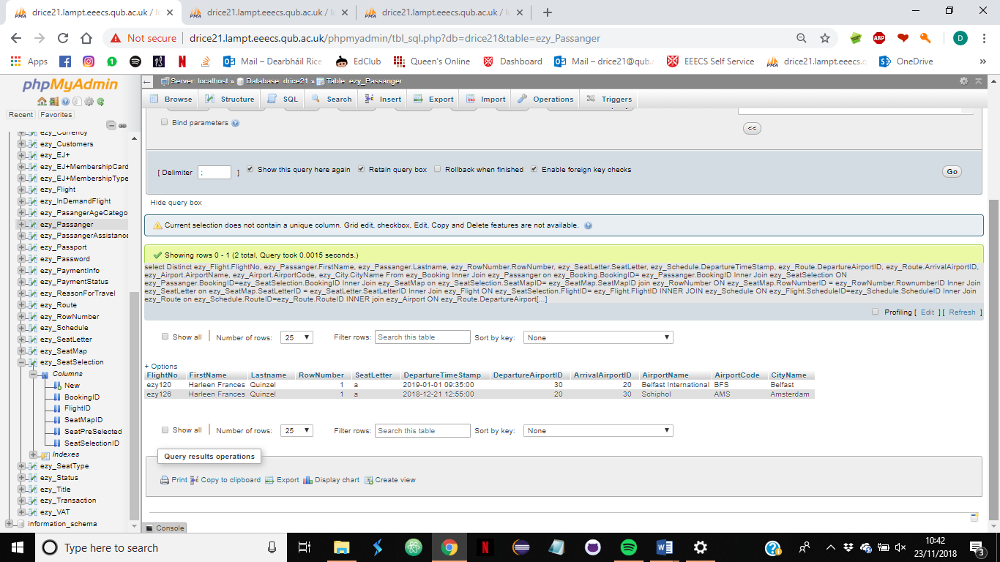 drice21.lampt.eeecs.qub.ac.uk / lo
drice21.lampt.eeecs.qub.ac.uk / lo
drice21.lampt.eeecs.qub.ac.uk / lo
Not secure drice21.lampt.eeecs.qub.ac.uk/phpmyadmin/tbl_sql.php?db=drice21&table=ezy_Passanger
ABP
D
Apps
Mail – Dearbháil Rice
EdClub
Queen's Online
Dashboard
Mail – drice21@qub.
EEECS Self Service
drice21.lampt.eeecs.q
OneDrive
»
phpMyAdmin
Recent Favorites
ezy_Currency
ezy_Customers
ezy_EJ+
ezy_EJ+MembershipCard
ezy_EJ+MembershipType
ezy_Flight
ezy_InDemandFlight
ezy_PasangerAgeCatego
ezy_Passanger
ezy_PassangerAssistance
ezy_Passport
ezy_Password
ezy_PaymentInfo
ezy_PaymentStatus
ezy_ReasonForTravel
ezy_Route
ezy_RowNumber
ezy_Schedule
ezy_SeatLetter
ezy_SeatMap
ezy_SeatSelection
Columns
New
BookingID
FlightID
SeatMapID
SeatPreSelected
SeatSelectionID
Indexes
ezy_SeatType
ezy_Status
ezy_Title
ezy_Transaction
ezy_VAT
information_schema
Server: localhost » Database: drice21 » Table: ezy_Passanger
Browse Structure SQL Search Insert Export Import Operations Triggers
Bind parameters
<<
[ Delimiter ; ] Show this query here again Retain query box Rollback when finished Enable foreign key checks Go
Hide query box
Current selection does not contain a unique column. Grid edit, checkbox, Edit, Copy and Delete features are not available.
Showing rows 0 - 1 (2 total, Query took 0.0015 seconds.)
select Distinct ezy_Flight.FlightNo, ezy_Passanger.FirstName, ezy_Passanger.Lastname, ezy_RowNumber.RowNumber, ezy_SeatLetter.SeatLetter, ezy_Schedule.DepartureTimeStamp, ezy_Route.DepartureAirportID, ezy_Route.ArrivalAirportID,
ezy_Airport.AirportName, ezy_Airport.AirportCode, ezy_City.CityName From ezy_Booking Inner Join ezy_Passanger on ezy_Booking.BookingID= ezy_Passanger.BookingID Inner Join ezy_SeatSelection ON
ezy_Passanger.BookingID=ezy_SeatSelection.BookingID Inner Join ezy_SeatMap on ezy_SeatSelection.SeatMapID= ezy_SeatMap.SeatMapID join ezy_RowNumber ON ezy_SeatMap.RowNumberID = ezy_RowNumber.RownumberID Inner Join
ezy_SeatLetter on ezy_SeatMap.SeatLetterID = ezy_SeatLetter.SeatLetterID Inner Join ezy_Flight ON ezy_SeatSelection.FlightID= ezy_Flight.FlightID INNER JOIN ezy_Schedule ON ezy_Flight.ScheduleID=ezy_Schedule.ScheduleID Inner Join
ezy_Route on ezy_Schedule.RouteID=ezy_Route.RouteID INNER join ezy_Airport ON ezy_Route.DepartureAirport[...]
Profiling [ Edit ] [ Refresh ]
Show all Number of rows: 25 Filter rows: Search this table Sort by key: None
+ Options
FlightNo FirstName Lastname RowNumber SeatLetter DepartureTimeStamp DepartureAirportID ArrivalAirportID AirportName AirportCode CityName
ezy120 Harleen Frances Quinzel 1 a 2019-01-01 09:35:00 30 20 Belfast International BFS Belfast
ezy126 Harleen Frances Quinzel 1 a 2018-12-21 12:55:00 20 30 Schiphol AMS Amsterdam
Show all Number of rows: 25 Filter rows: Search this table Sort by key: None
Query results operations
Print Copy to clipboard Export Display chart Create view
Console
Type here to search
10:42
23/11/2018
3